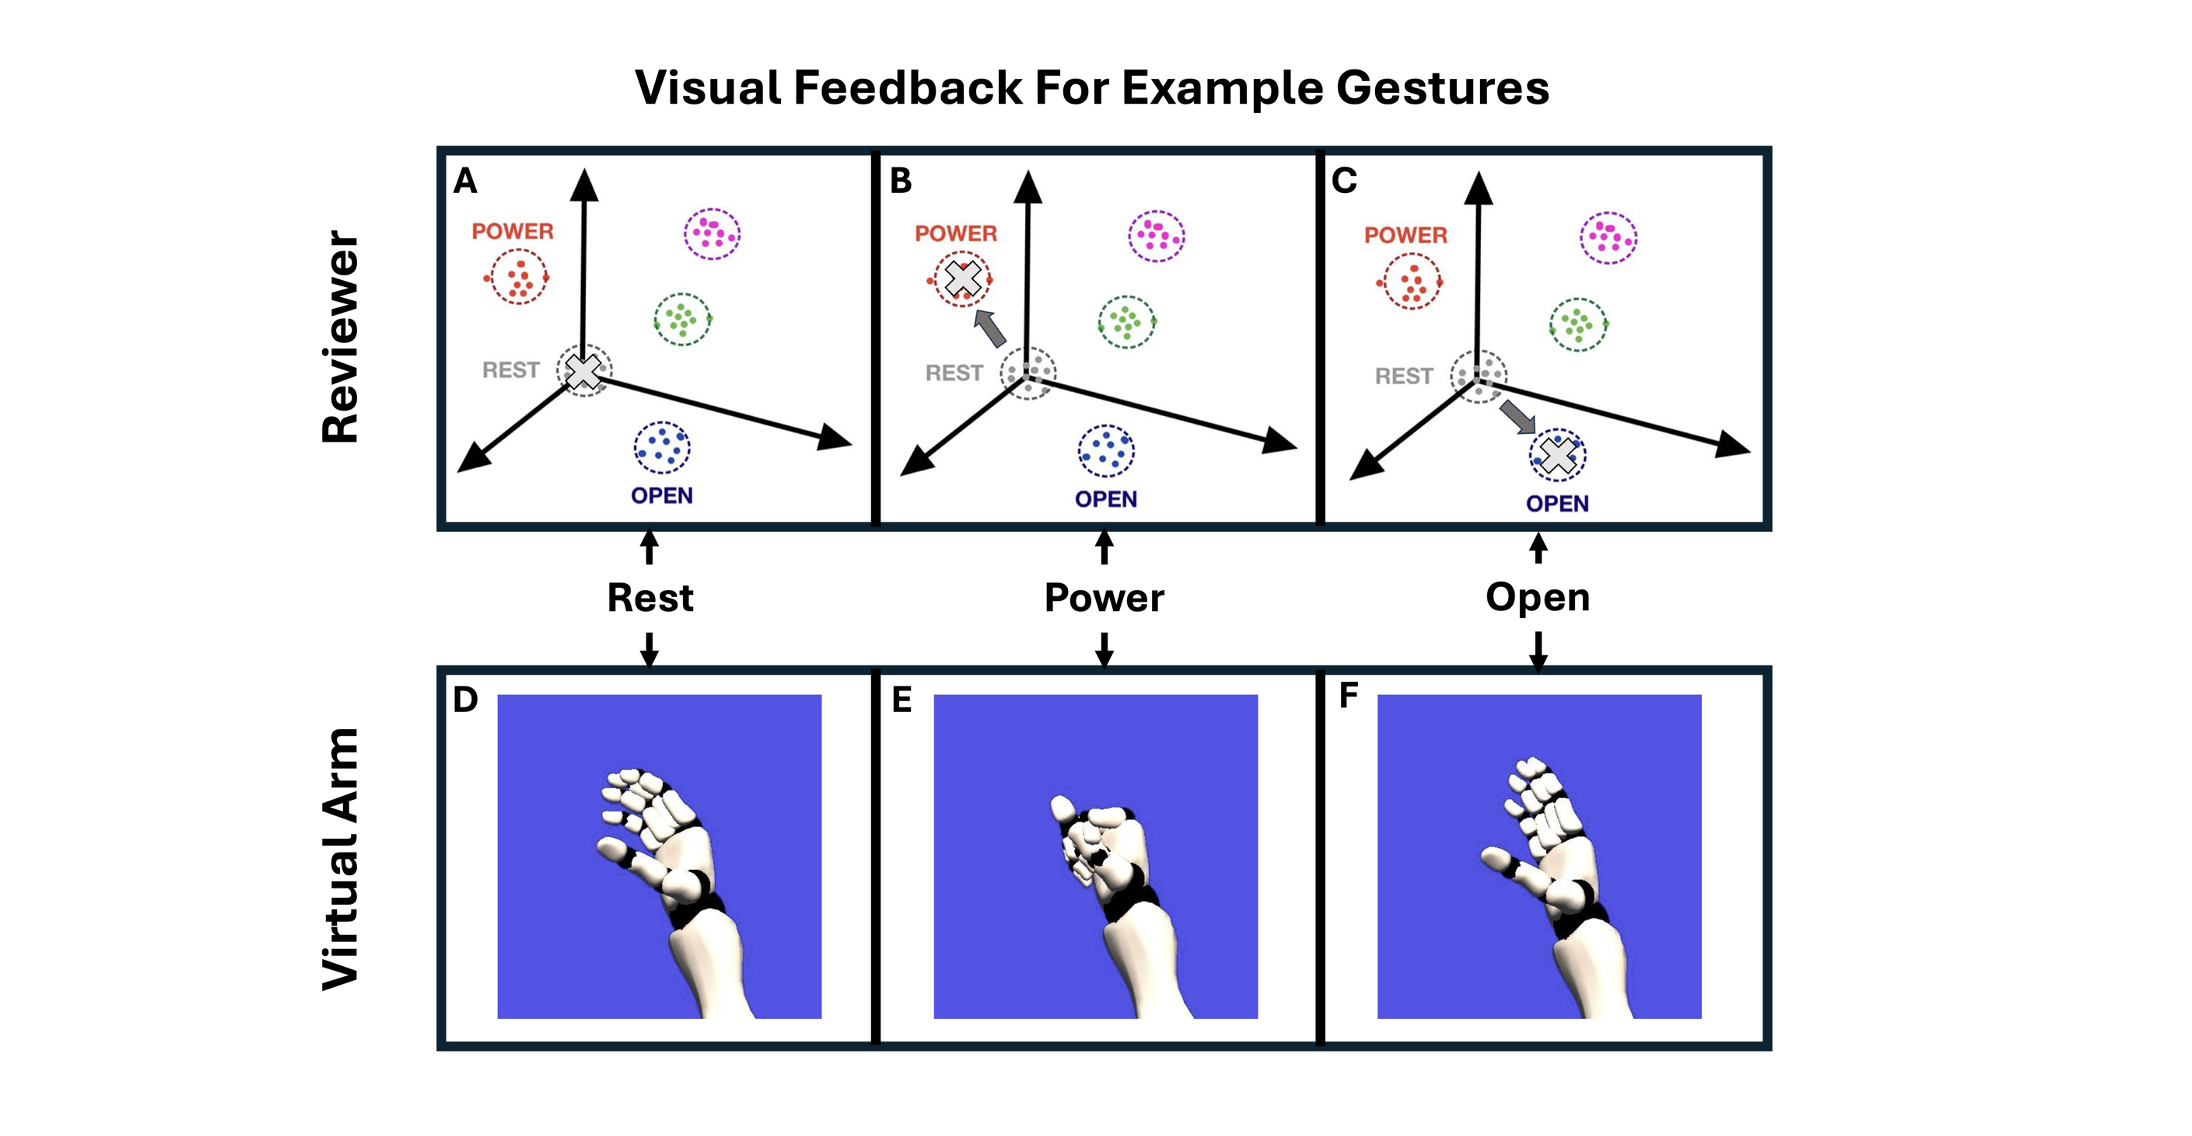 Visual Feedback For Example Gestures
Reviewer
A
POWER
REST
OPEN
B
POWER
REST
OPEN
C
POWER
REST
OPEN
Rest
Power
Open
Virtual Arm
D
E
F